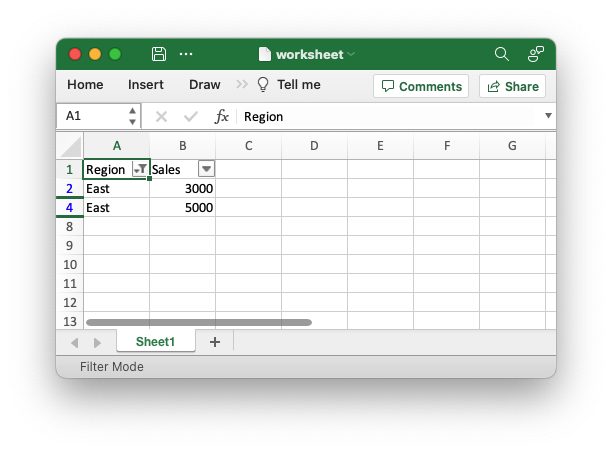 worksheet
Home Insert Draw Tell me Comments Share
A1 fx Region
A B C D E F G
1 Region Sales
2 East 3000
4 East 5000
8
9
10
11
12
13
Sheet1 +
Filter Mode